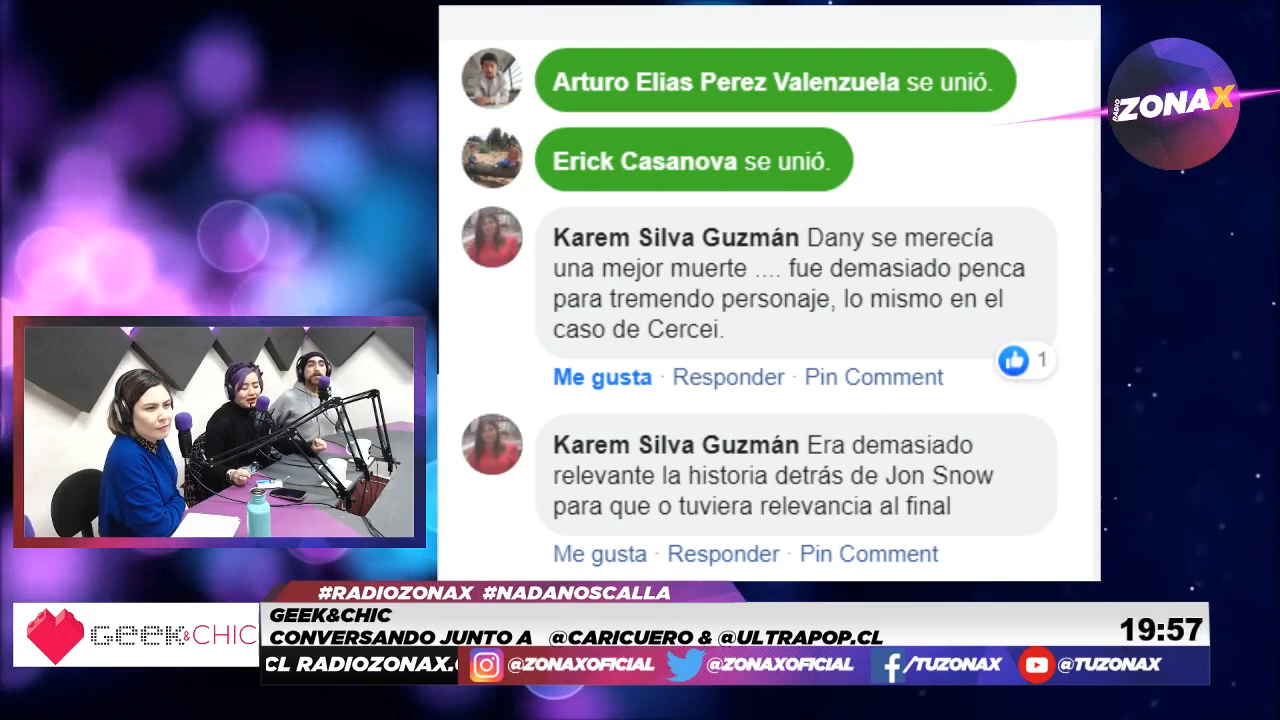 Arturo Elias Perez Valenzuela se unió.
Erick Casanova se unió.
Karem Silva Guzmán Dany se merecía
una mejor muerte .... fue demasiado penca
para tremendo personaje, lo mismo en el
caso de Cercei.
1
Me gusta · Responder · Pin Comment
Karem Silva Guzmán Era demasiado
relevante la historia detrás de Jon Snow
para que o tuviera relevancia al final
Me gusta · Responder · Pin Comment
RADIO ZONAX
#RADIOZONAX #NADANOSCALLA
GEEK&CHIC
GEEK&CHIC
CONVERSANDO JUNTO A @CARICUERO & @ULTRAPOP.CL
19:57
CL RADIOZONAX.C
@ZONAXOFICIAL @ZONAXOFICIAL /TUZONAX @TUZONAX